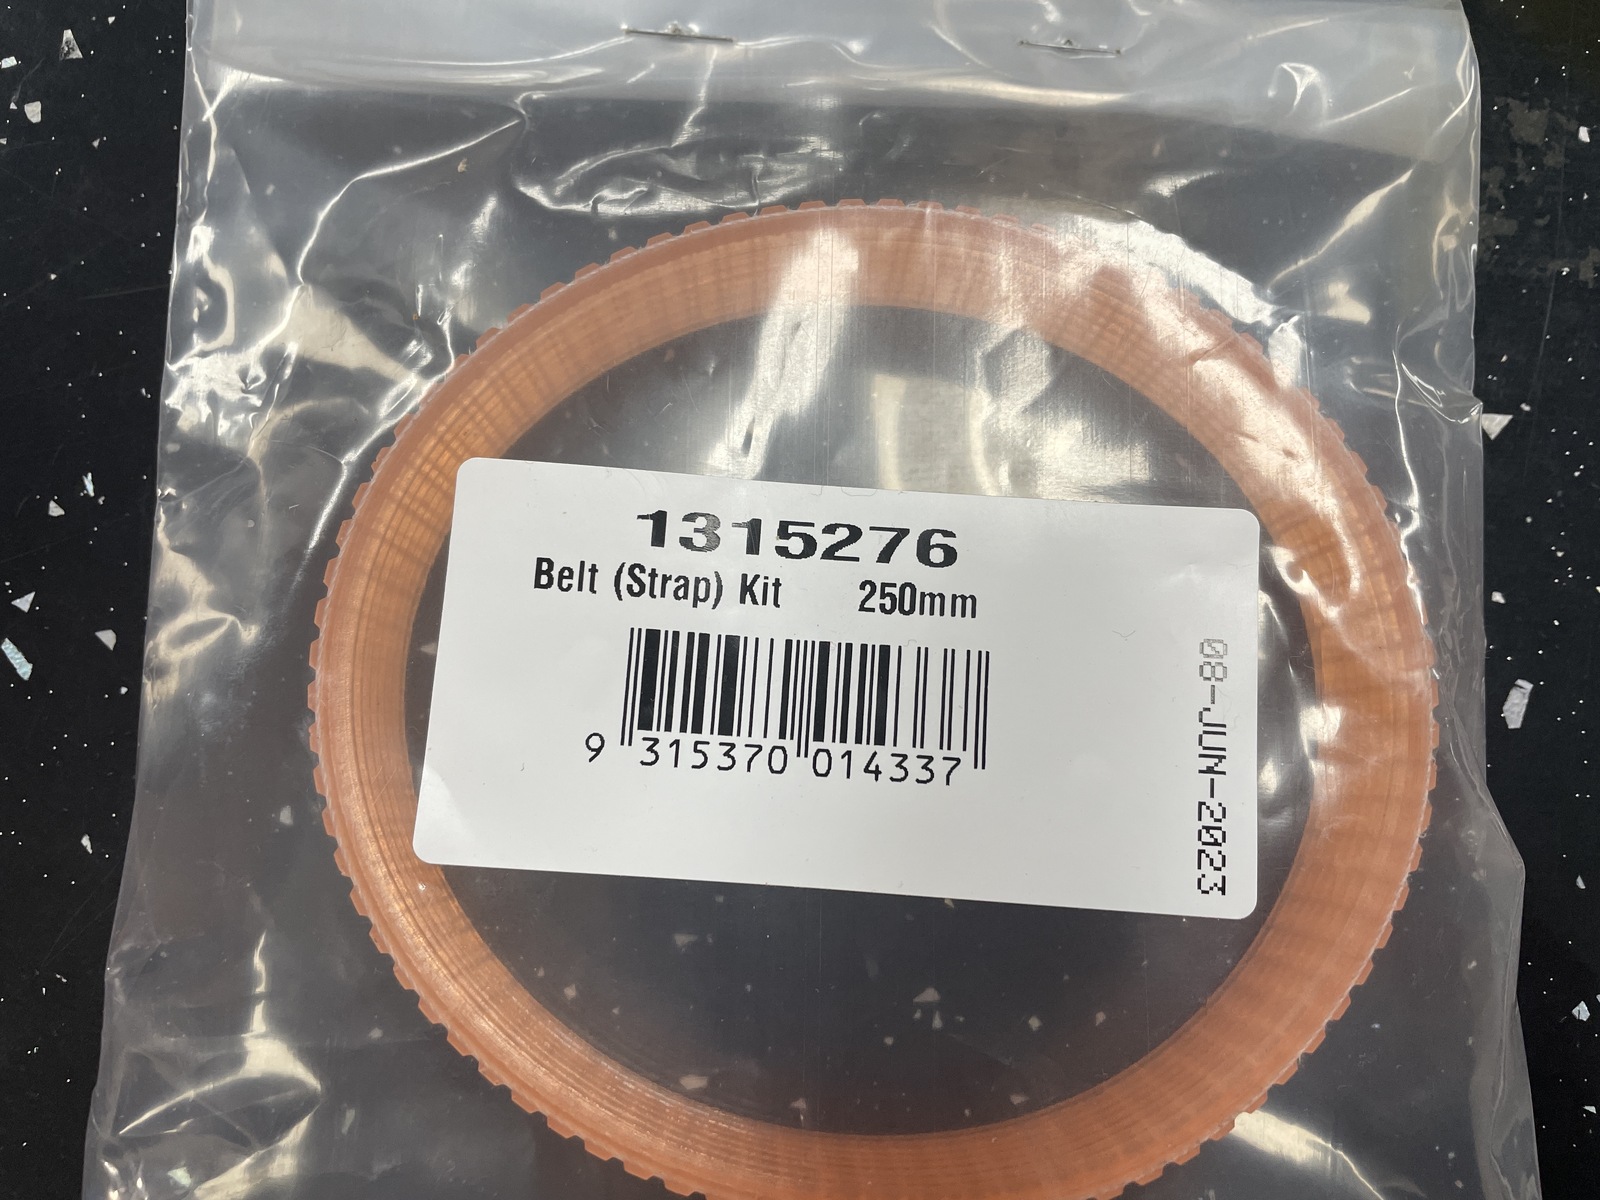 1315276
Belt (Strap) Kit 250mm
9 315370 014337
08-JUN-2023